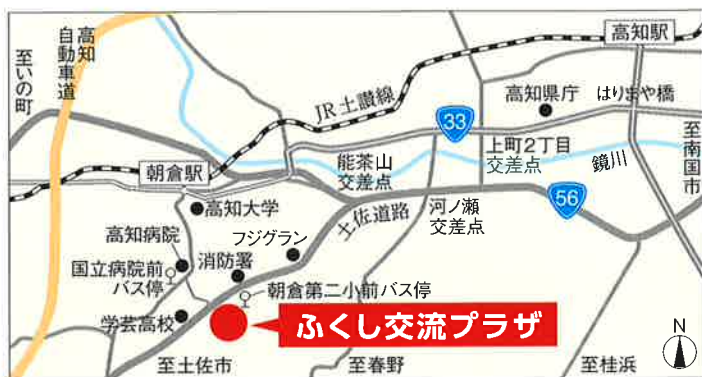 高知駅
高知
自動車道
至いの町
JR土讃線
33
高知県庁
はりまや橋
至南国市
上町2丁目
交差点
鏡川
能茶山
交差点
朝倉駅
高知大学
土佐道路
河ノ瀬
交差点
56
高知病院
フジグラン
国立病院前
バス停
消防署
朝倉第二小前バス停
学芸高校
ふくし交流プラザ
N
至土佐市
至春野
至桂浜